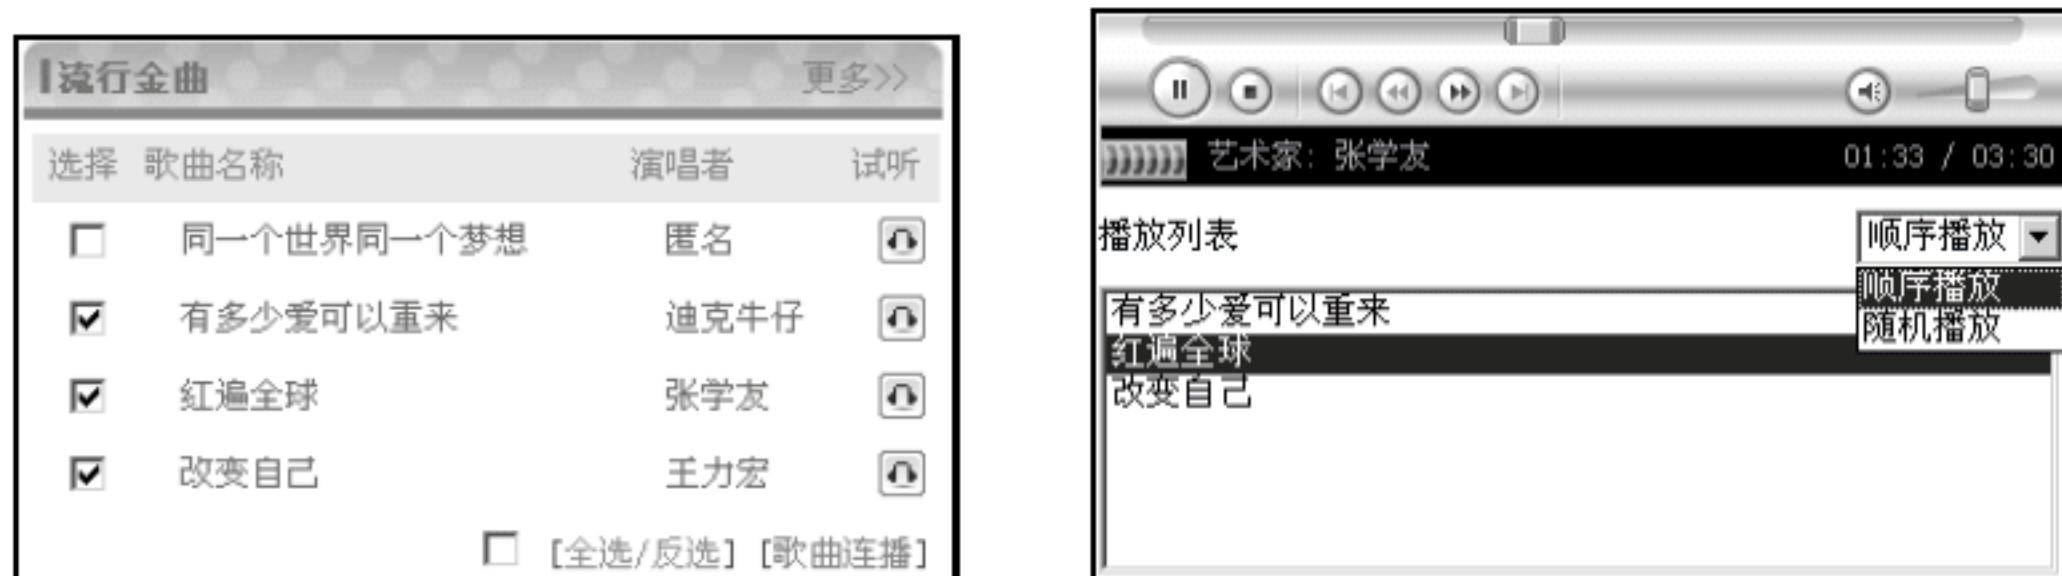 流行金曲 更多>>
选择 歌曲名称 演唱者 试听
同一个世界同一个梦想 匿名
有多少爱可以重来 迪克牛仔
红遍全球 张学友
改变自己 王力宏
[全选/反选] [歌曲连播]
艺术家: 张学友 01:33 / 03:30
播放列表 顺序播放
顺序播放
随机播放
有多少爱可以重来
红遍全球
改变自己